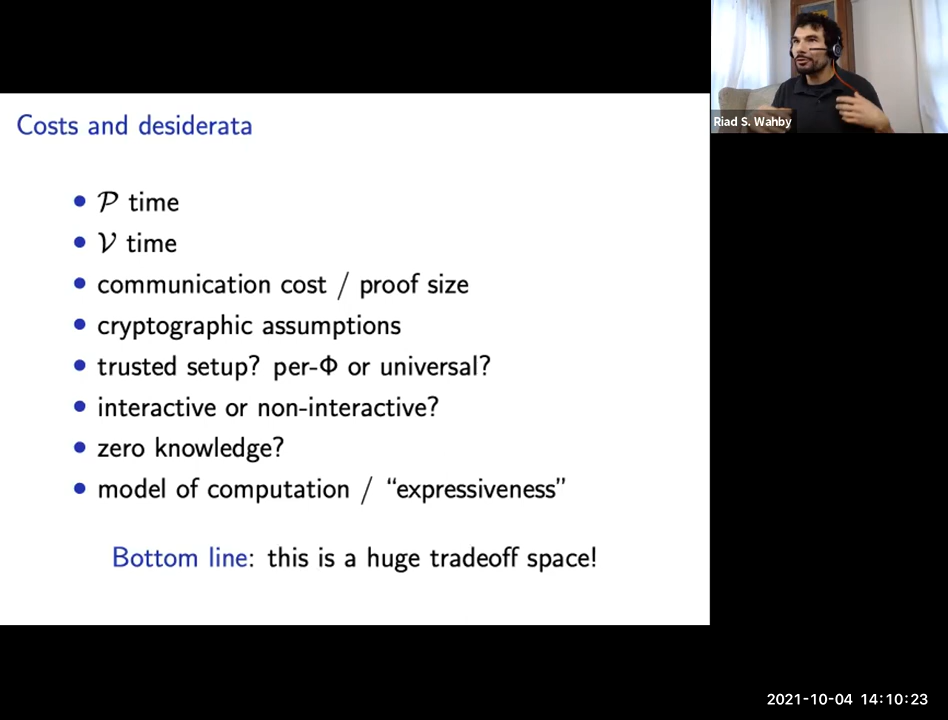 Riad S. Wahby
Costs and desiderata
• 𝒫 time
• 𝒱 time
• communication cost / proof size
• cryptographic assumptions
• trusted setup? per-Φ or universal?
• interactive or non-interactive?
• zero knowledge?
• model of computation / “expressiveness”
Bottom line: this is a huge tradeoff space!
2021-10-04 14:10:23